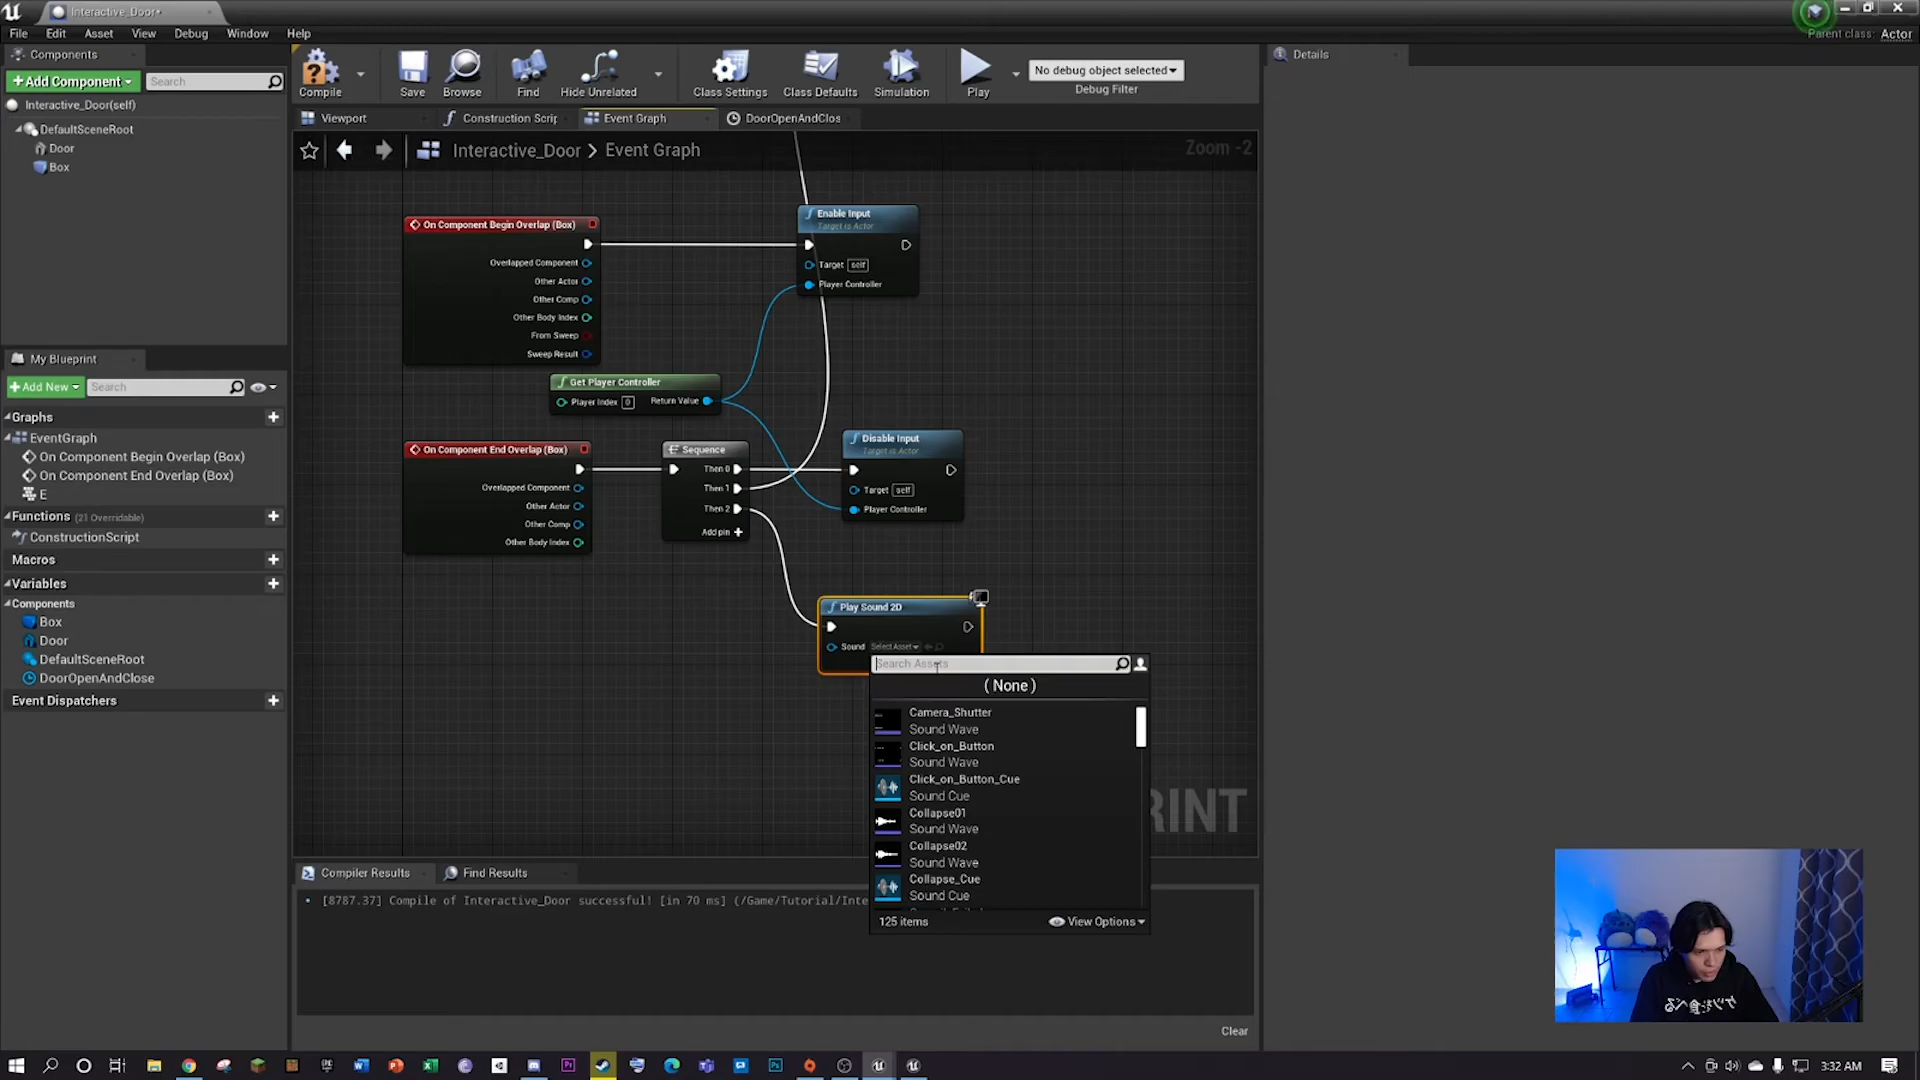 Interactive_Door*
File Edit Asset View Debug Window Help
Parent class: Actor
Components
+Add Component Search
Interactive_Door(self)
DefaultSceneRoot
Door
Box
Compile Save Browse Find Hide Unrelated Class Settings Class Defaults Simulation Play
No debug object selected
Debug Filter
Details
Viewport Construction Scrip Event Graph DoorOpenAndClos
Interactive_Door > Event Graph
Zoom -2
On Component Begin Overlap (Box)
Overlapped Component
Other Actor
Other Comp
Other Body Index
From Sweep
Sweep Result
Enable Input
Target is Actor
Target self
Player Controller
Get Player Controller
Player Index 0 Return Value
On Component End Overlap (Box)
Overlapped Component
Other Actor
Other Comp
Other Body Index
Sequence
Then 0
Then 1
Then 2
Add pin +
Disable Input
Target is Actor
Target self
Player Controller
Play Sound 2D
Sound Select Asset
Search Assets
( None )
Camera_Shutter
Sound Wave
Click_on_Button
Sound Wave
Click_on_Button_Cue
Sound Cue
Collapse01
Sound Wave
Collapse02
Sound Wave
Collapse_Cue
Sound Cue
125 items View Options
RINT
My Blueprint
+Add New Search
Graphs
EventGraph
On Component Begin Overlap (Box)
On Component End Overlap (Box)
E
Functions (21 Overridable)
ConstructionScript
Macros
Variables
Components
Box
Door
DefaultSceneRoot
DoorOpenAndClose
Event Dispatchers
Compiler Results Find Results
[8787.37] Compile of Interactive_Door successful! [in 70 ms] (/Game/Tutorial/Inte
Clear
3:32 AM